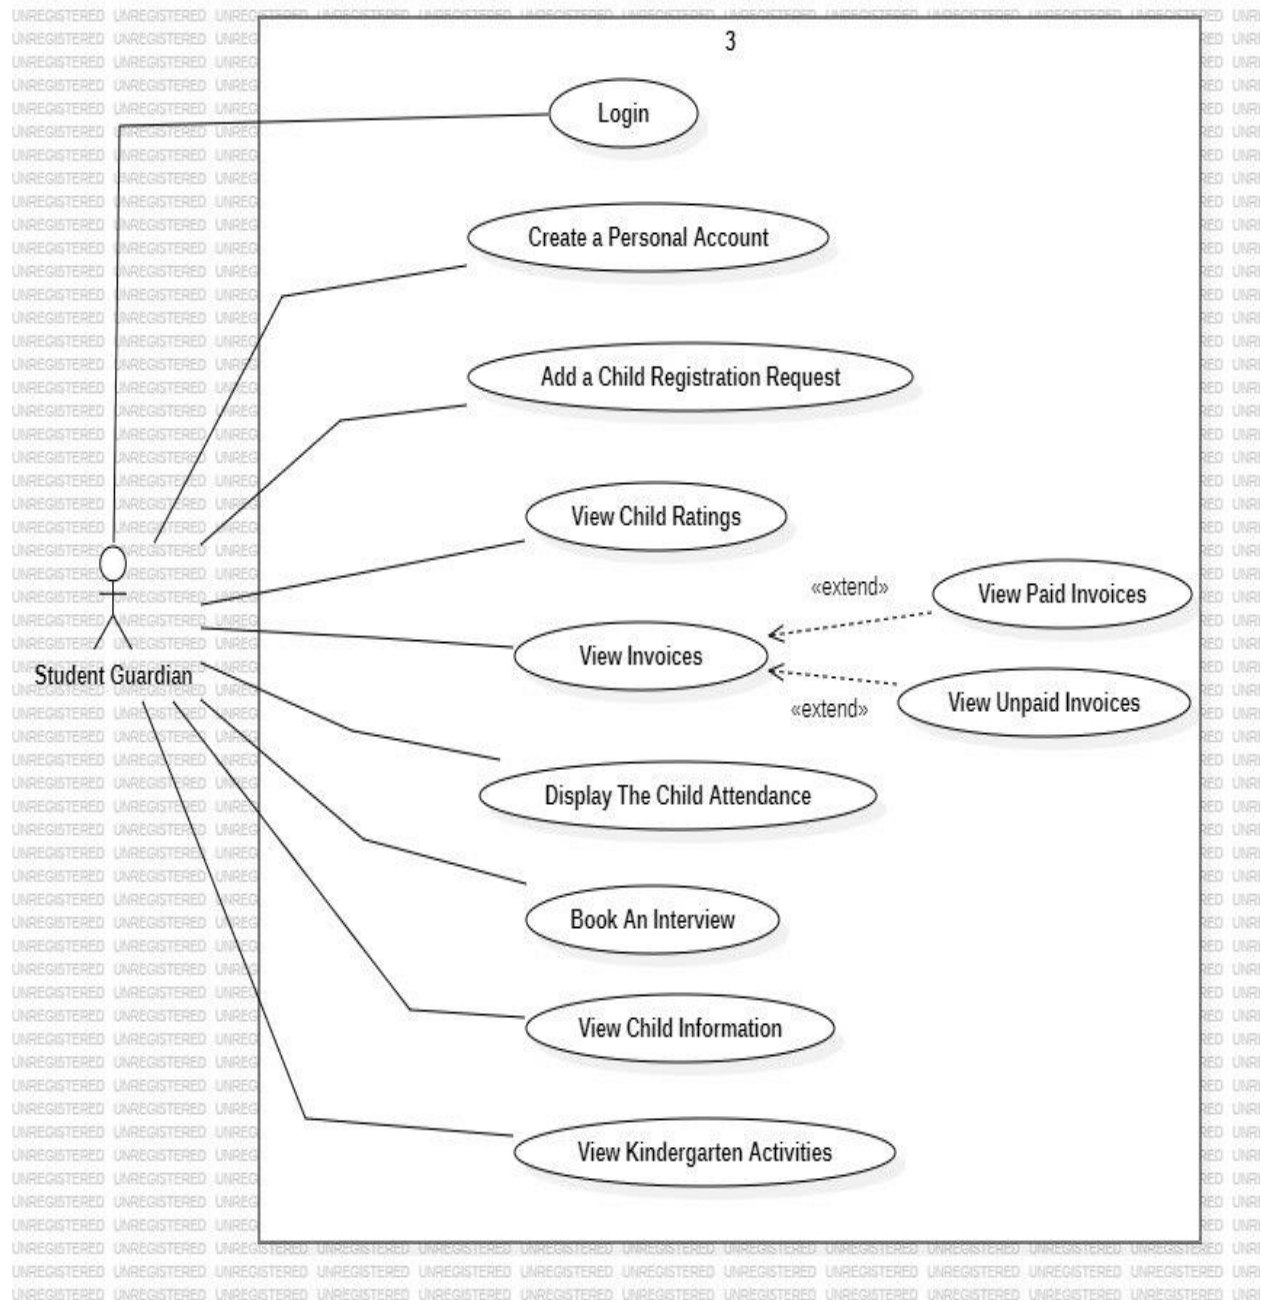 3
Login
Create a Personal Account
Add a Child Registration Request
View Child Ratings
«extend»
View Paid Invoices
View Invoices
Student Guardian
«extend»
View Unpaid Invoices
Display The Child Attendance
Book An Interview
View Child Information
View Kindergarten Activities
UNREGISTERED